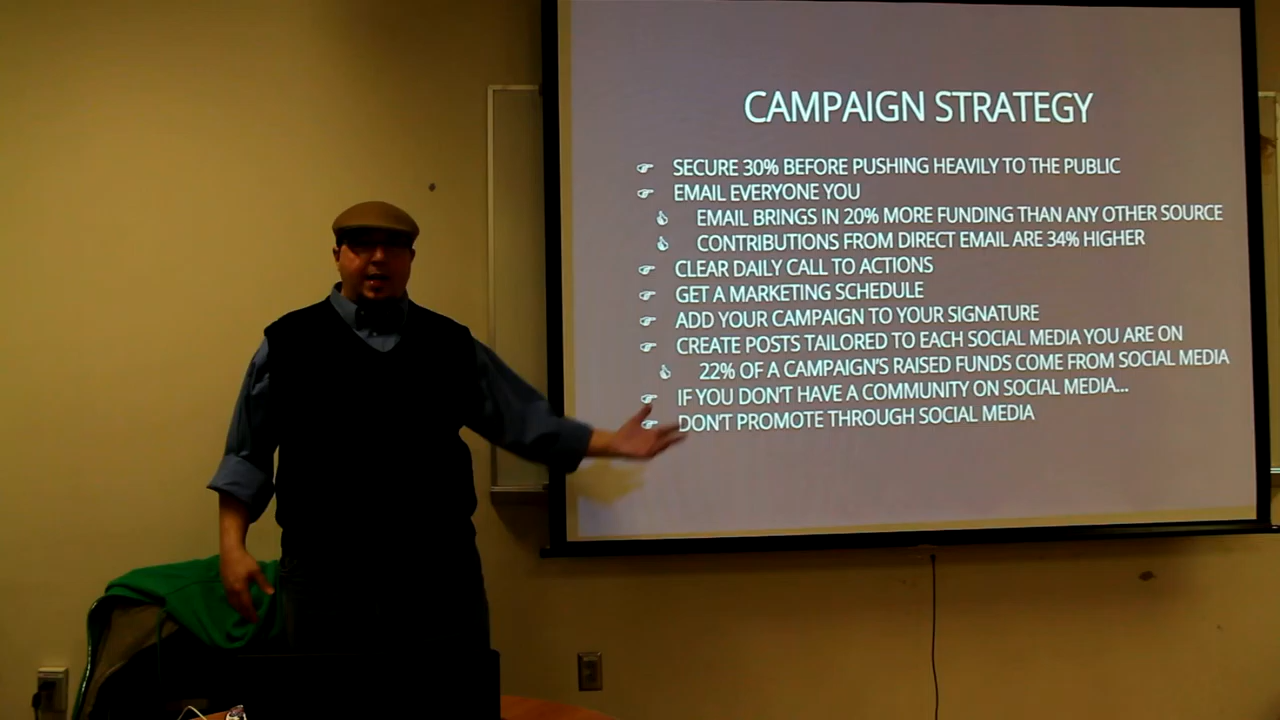 CAMPAIGN STRATEGY
SECURE 30% BEFORE PUSHING HEAVILY TO THE PUBLIC
EMAIL EVERYONE YOU
EMAIL BRINGS IN 20% MORE FUNDING THAN ANY OTHER SOURCE
CONTRIBUTIONS FROM DIRECT EMAIL ARE 34% HIGHER
CLEAR DAILY CALL TO ACTIONS
GET A MARKETING SCHEDULE
ADD YOUR CAMPAIGN TO YOUR SIGNATURE
CREATE POSTS TAILORED TO EACH SOCIAL MEDIA YOU ARE ON
22% OF A CAMPAIGN'S RAISED FUNDS COME FROM SOCIAL MEDIA
IF YOU DON'T HAVE A COMMUNITY ON SOCIAL MEDIA...
DON'T PROMOTE THROUGH SOCIAL MEDIA